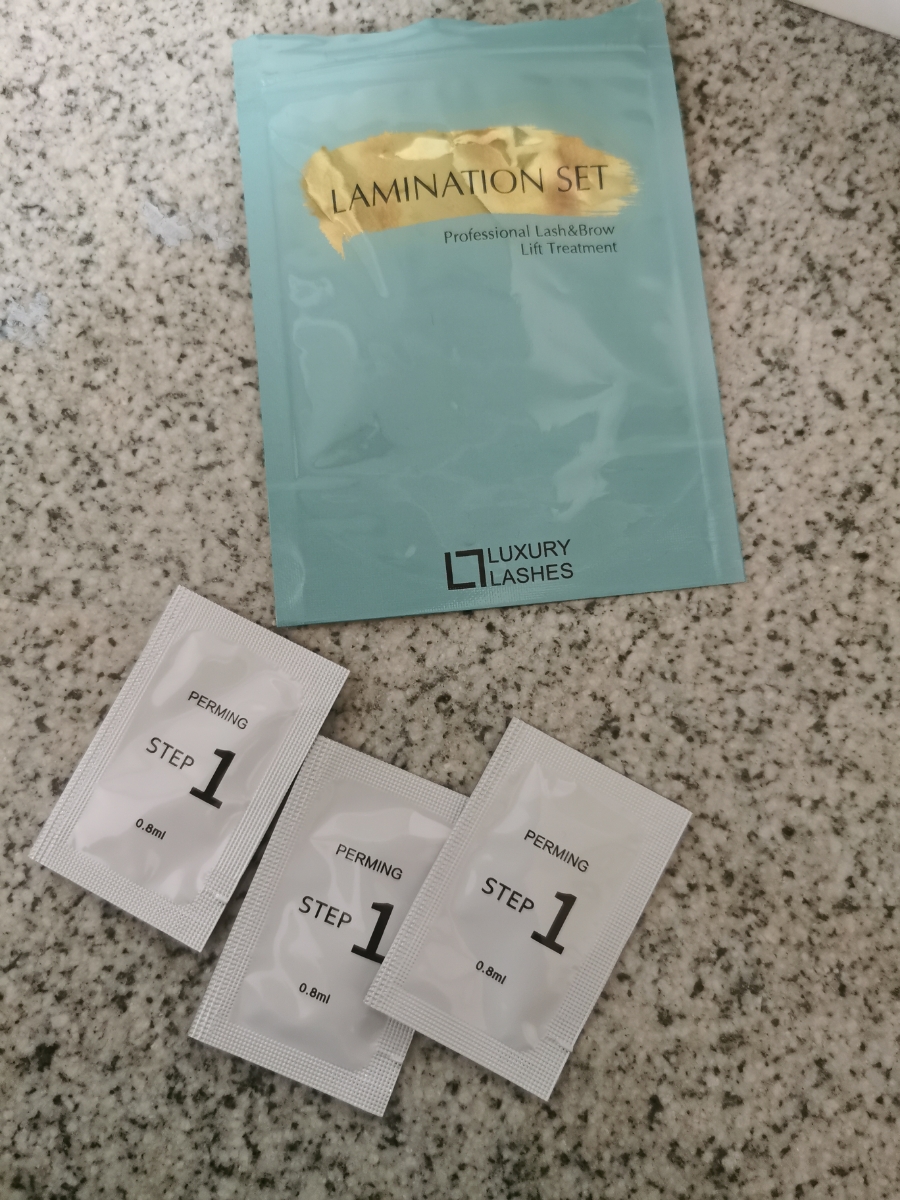 LAMINATION SET
Professional Lash&Brow
Lift Treatment
LUXURY
LASHES
PERMING
STEP 1
0.8ml
PERMING
STEP 1
0.8ml
PERMING
STEP 1
0.8ml